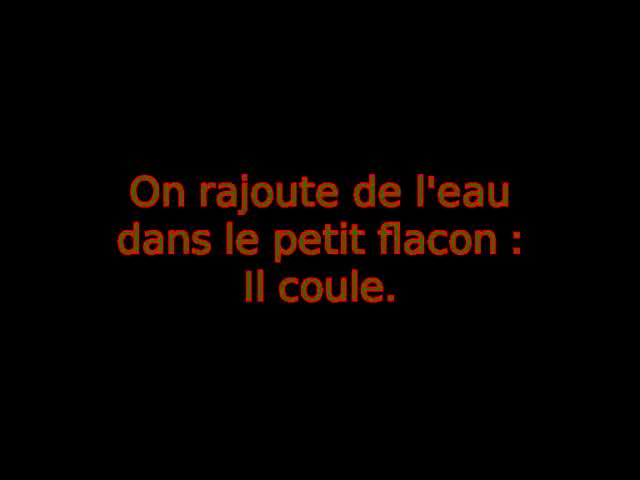 On rajoute de l'eau
dans le petit flacon :
Il coule.